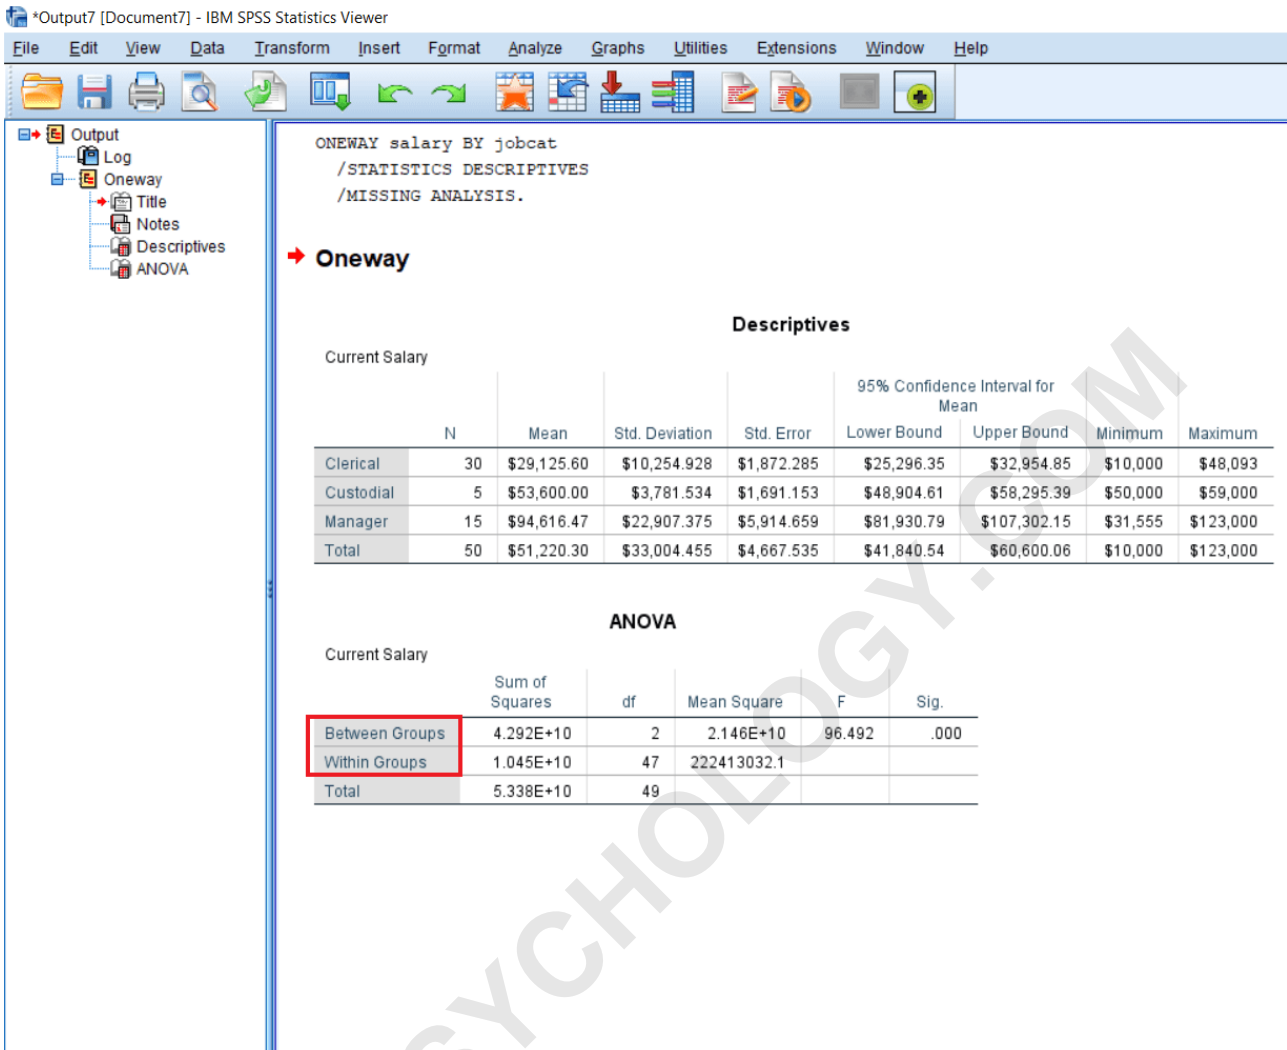 *Output7 [Document7] - IBM SPSS Statistics Viewer
File Edit View Data Transform Insert Format Analyze Graphs Utilities Extensions Window Help
Output
Log
Oneway
Title
Notes
Descriptives
ANOVA
ONEWAY salary BY jobcat
/STATISTICS DESCRIPTIVES
/MISSING ANALYSIS.
Oneway
Descriptives
Current Salary
95% Confidence Interval for
Mean
N Mean Std. Deviation Std. Error Lower Bound Upper Bound Minimum Maximum
Clerical 30 $29,125.60 $10,254.928 $1,872.285 $25,296.35 $32,954.85 $10,000 $48,093
Custodial 5 $53,600.00 $3,781.534 $1,691.153 $48,904.61 $58,295.39 $50,000 $59,000
Manager 15 $94,616.47 $22,907.375 $5,914.659 $81,930.79 $107,302.15 $31,555 $123,000
Total 50 $51,220.30 $33,004.455 $4,667.535 $41,840.54 $60,600.06 $10,000 $123,000
ANOVA
Current Salary
Sum of
Squares df Mean Square F Sig.
Between Groups 4.292E+10 2 2.146E+10 96.492 .000
Within Groups 1.045E+10 47 222413032.1
Total 5.338E+10 49
SYCHOLOGY.COM